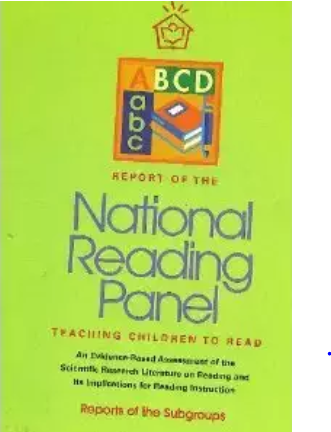 ABCD
a
b
c
REPORT OF THE
National
Reading
Panel
TEACHING CHILDREN TO READ
An Evidence-Based Assessment of the
Scientific Research Literature on Reading and
Its Implications for Reading Instruction
Reports of the Subgroups